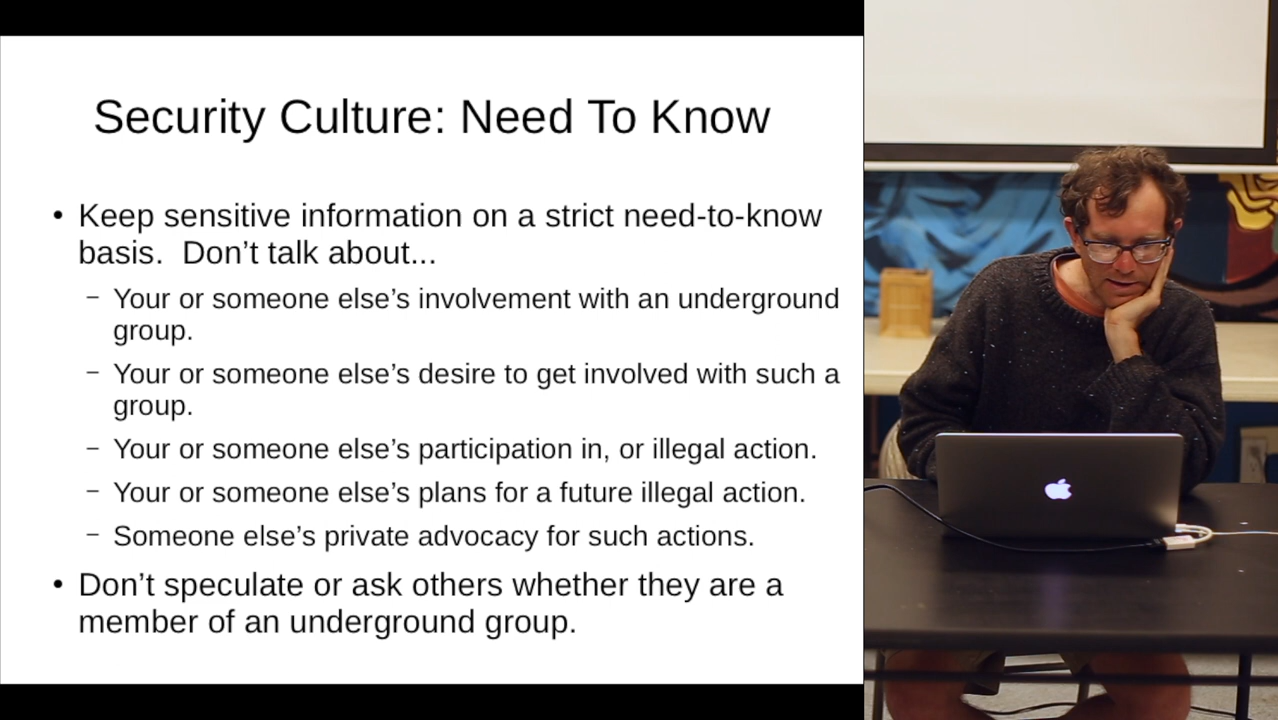 Security Culture: Need To Know
• Keep sensitive information on a strict need-to-know
basis.  Don’t talk about...
– Your or someone else’s involvement with an underground
group.
– Your or someone else’s desire to get involved with such a
group.
– Your or someone else’s participation in, or illegal action.
– Your or someone else’s plans for a future illegal action.
– Someone else’s private advocacy for such actions.
• Don’t speculate or ask others whether they are a
member of an underground group.